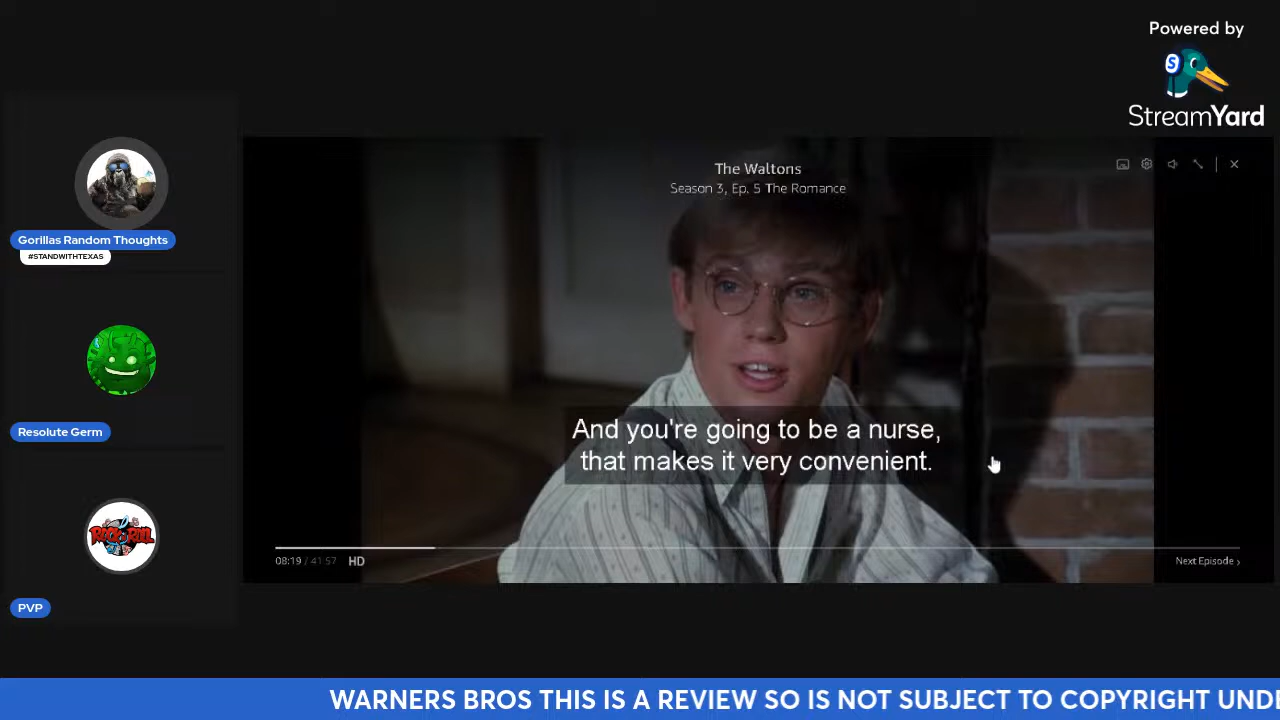 Powered by
StreamYard
The Waltons
Season 3, Ep. 5 The Romance
Gorillas Random Thoughts
#STANDWITHTEXAS
Resolute Germ
And you're going to be a nurse,
that makes it very convenient.
08:19 / 41:57 HD
Next Episode
PVP
WARNERS BROS THIS IS A REVIEW SO IS NOT SUBJECT TO COPYRIGHT UNDE